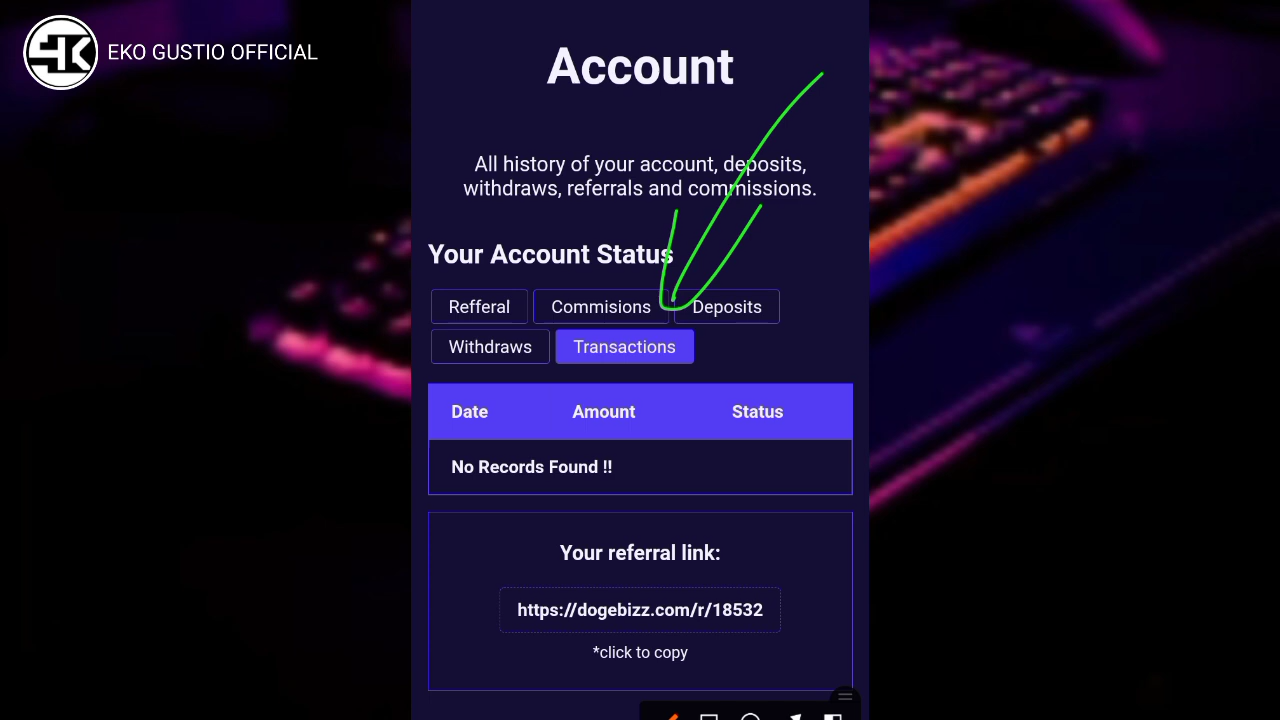 EKO GUSTIO OFFICIAL
Account
All history of your account, deposits,
withdraws, referrals and commissions.
Your Account Status
Refferal Commisions Deposits
Withdraws Transactions
Date Amount Status
No Records Found !!
Your referral link:
https://dogebizz.com/r/18532
*click to copy